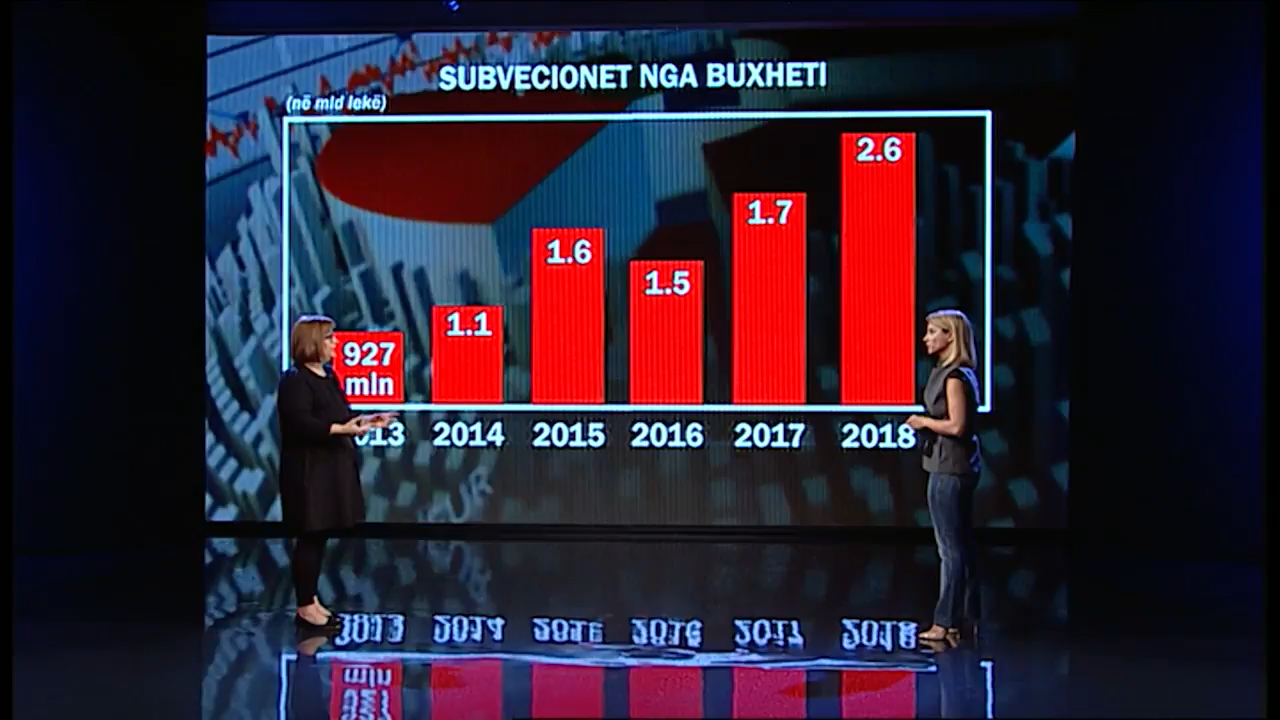 SUBVECIONET NGA BUXHETI
(në mld lekë)
927 1.1 1.6 1.5 1.7 2.6
mln
2014 2015 2016 2017 2018